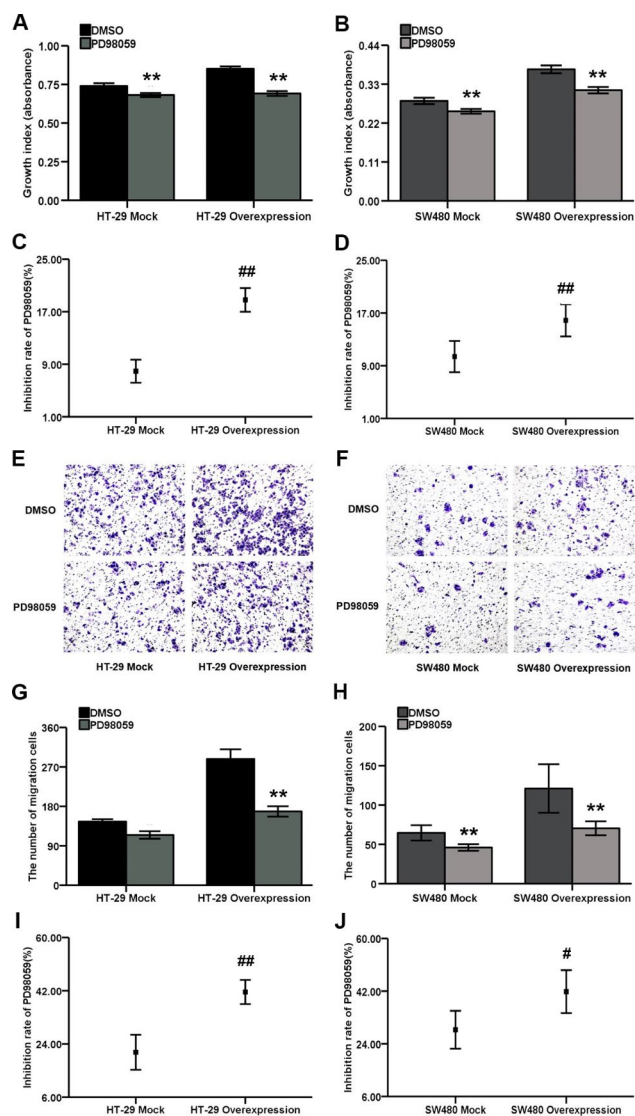 A
DMSO
PD98059
Growth index (absorbance)
1.00
0.75
0.50
0.25
0.00
**
**
HT-29 Mock
HT-29 Overexpression
B
DMSO
PD98059
Growth index (absorbance)
0.44
0.33
0.22
0.11
0.00
**
**
SW480 Mock
SW480 Overexpression
C
Inhibition rate of PD98059(%)
25.00
17.00
9.00
1.00
##
HT-29 Mock
HT-29 Overexpression
D
Inhibition rate of PD98059(%)
25.00
17.00
9.00
1.00
##
SW480 Mock
SW480 Overexpression
E
DMSO
PD98059
HT-29 Mock
HT-29 Overexpression
F
DMSO
PD98059
SW480 Mock
SW480 Overexpression
G
DMSO
PD98059
The number of migration cells
360
270
180
90
0
**
HT-29 Mock
HT-29 Overexpression
H
DMSO
PD98059
The number of migration cells
200
150
100
50
0
**
**
SW480 Mock
SW480 Overexpression
I
Inhibition rate of PD98059(%)
60.00
42.00
24.00
6.00
##
HT-29 Mock
HT-29 Overexpression
J
Inhibition rate of PD98059(%)
60.00
42.00
24.00
6.00
#
SW480 Mock
SW480 Overexpression